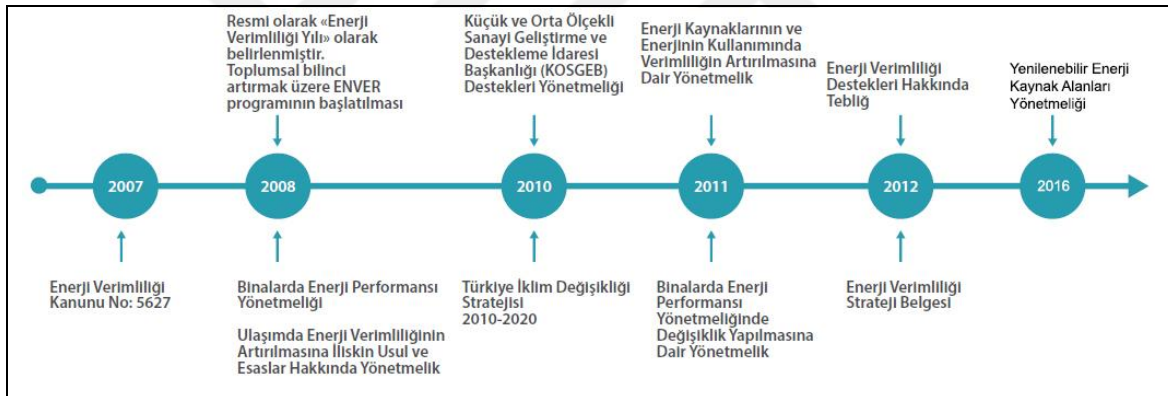 Resmi olarak «Enerji
Verimliliği Yılı» olarak
belirlenmiştir.
Toplumsal bilinci
artırmak üzere ENVER
programının başlatılması
Küçük ve Orta Ölçekli
Sanayi Geliştirme ve
Destekleme İdaresi
Başkanlığı (KOSGEB)
Destekleri Yönetmeliği
Enerji Kaynaklarının ve
Enerjinin Kullanımında
Verimliliğin Artırılmasına
Dair Yönetmelik
Enerji Verimliliği
Destekleri Hakkında
Tebliğ
Yenilenebilir Enerji
Kaynak Alanları
Yönetmeliği
2007
2008
2010
2011
2012
2016
Enerji Verimliliği
Kanunu No: 5627
Binalarda Enerji Performansı
Yönetmeliği
Ulaşımda Enerji Verimliliğinin
Artırılmasına İliskin Usul ve
Esaslar Hakkında Yönetmelik
Türkiye İklim Değişikliği
Stratejisi
2010-2020
Binalarda Enerji
Performansı
Yönetmeliğinde
Değişiklik Yapılmasına
Dair Yönetmelik
Enerji Verimliliği
Strateji Belgesi